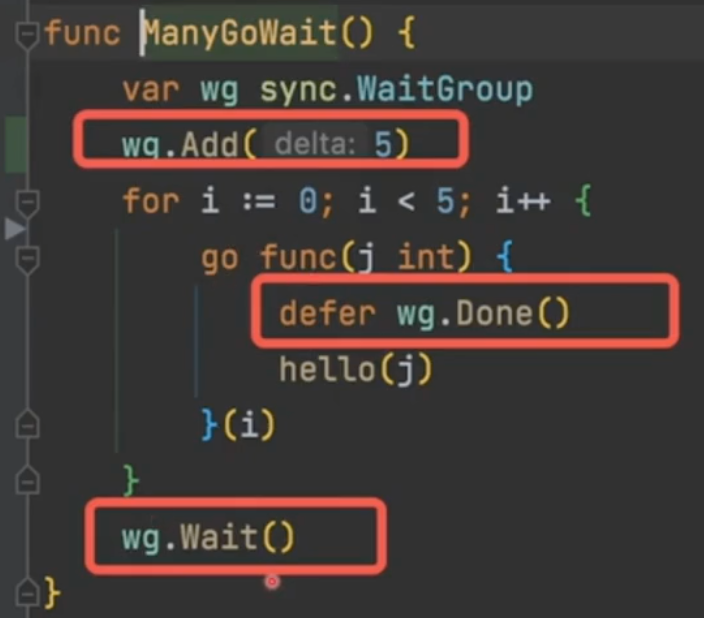 func ManyGoWait() {
var wg sync.WaitGroup
wg.Add( delta: 5)
for i := 0; i < 5; i++ {
go func(j int) {
defer wg.Done()
hello(j)
}(i)
}
wg.Wait()
}